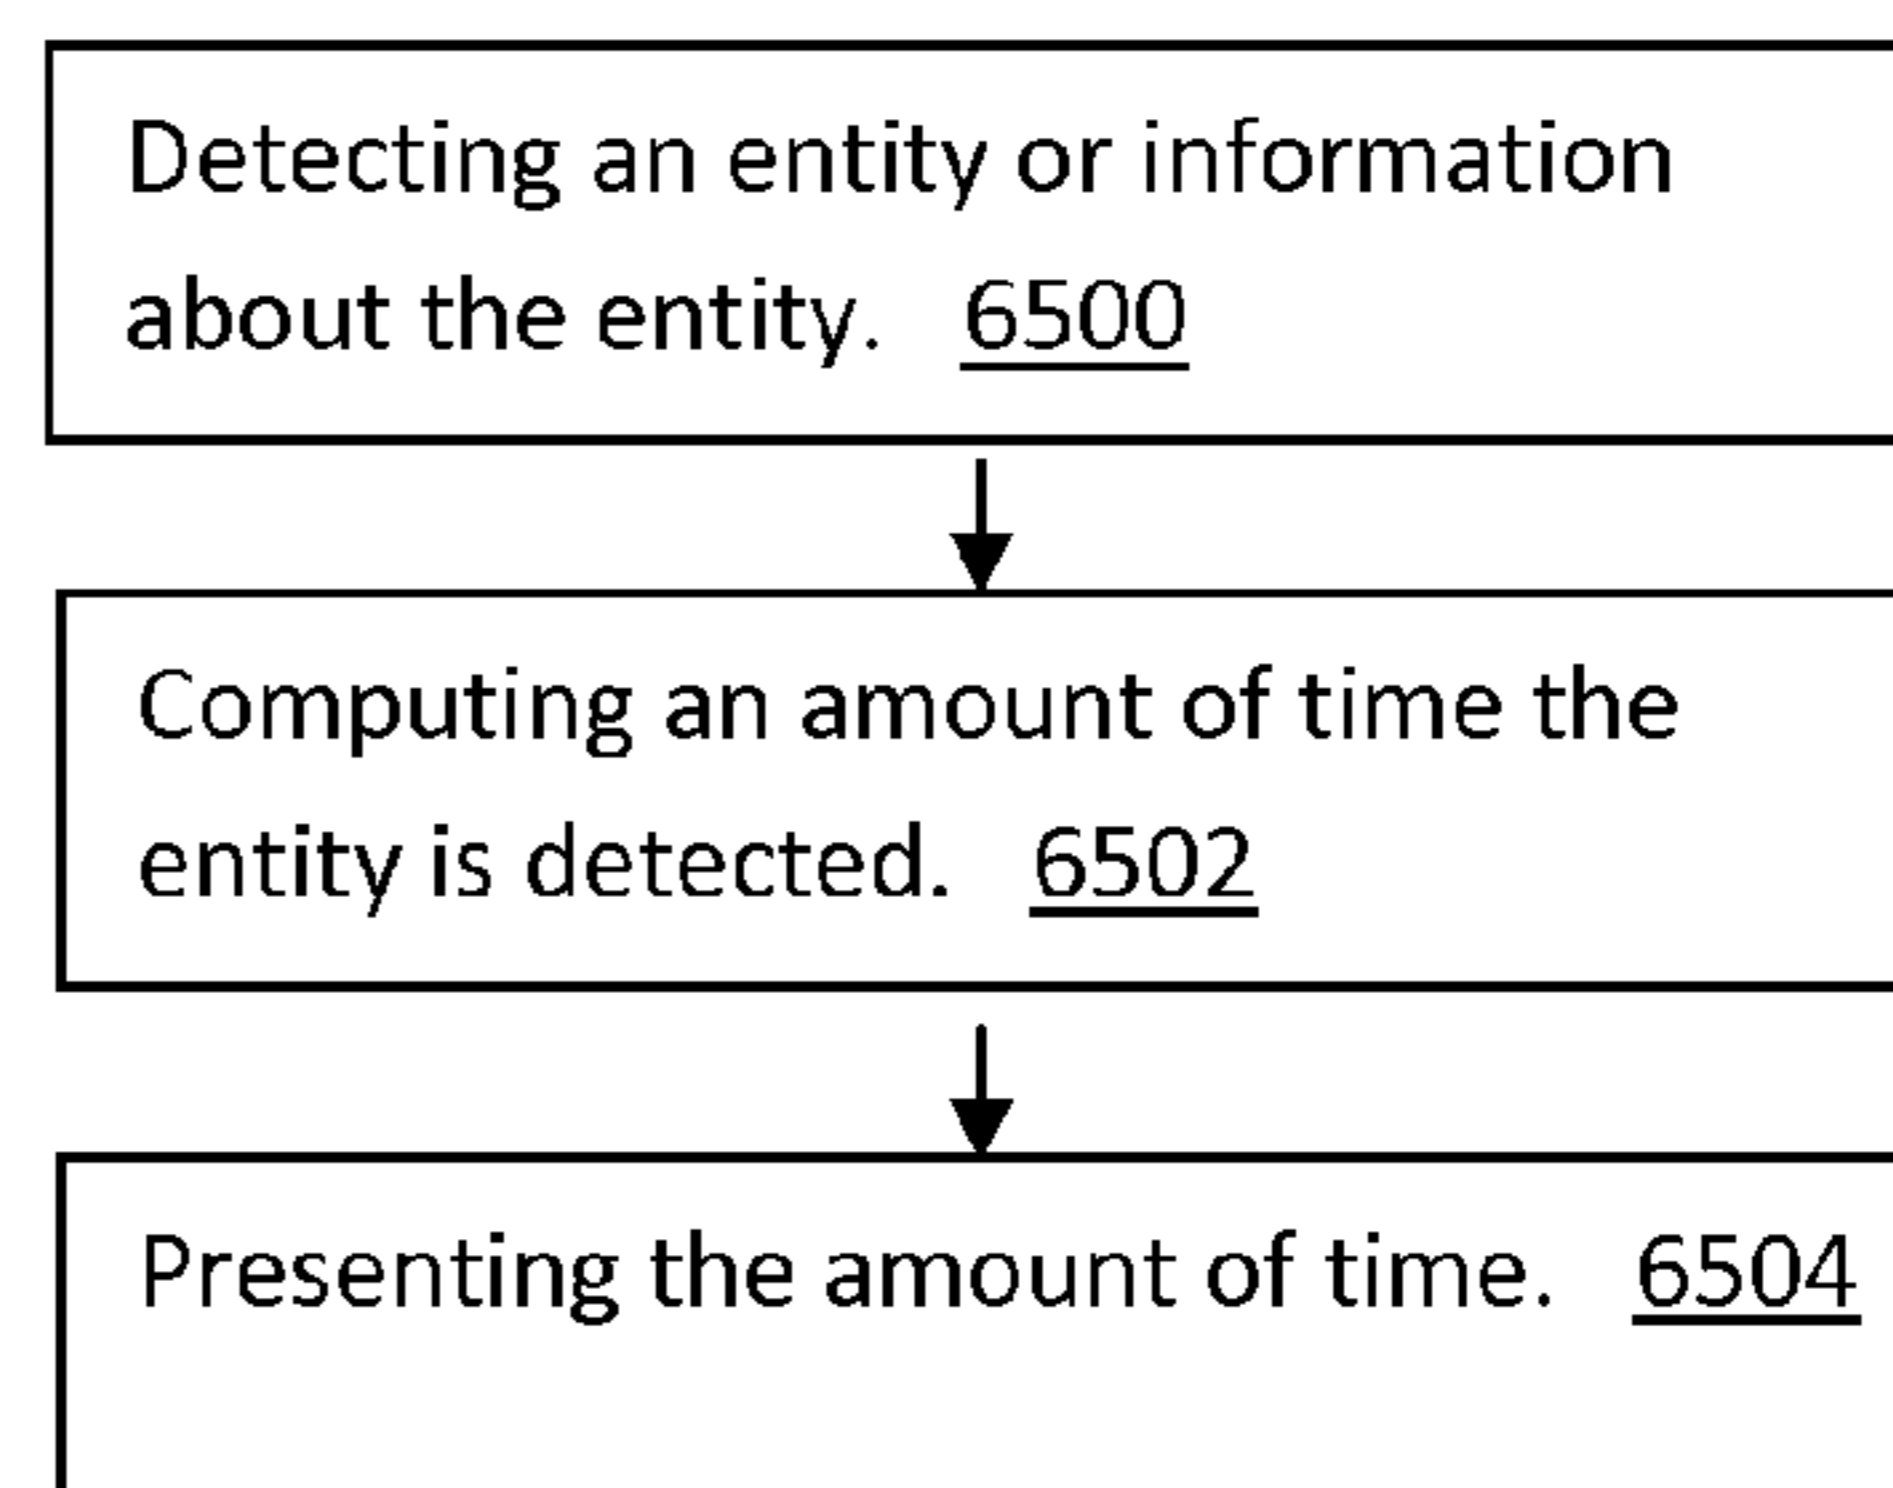 Detecting an entity or information
about the entity. 6500
Computing an amount of time the
entity is detected. 6502
Presenting the amount of time. 6504